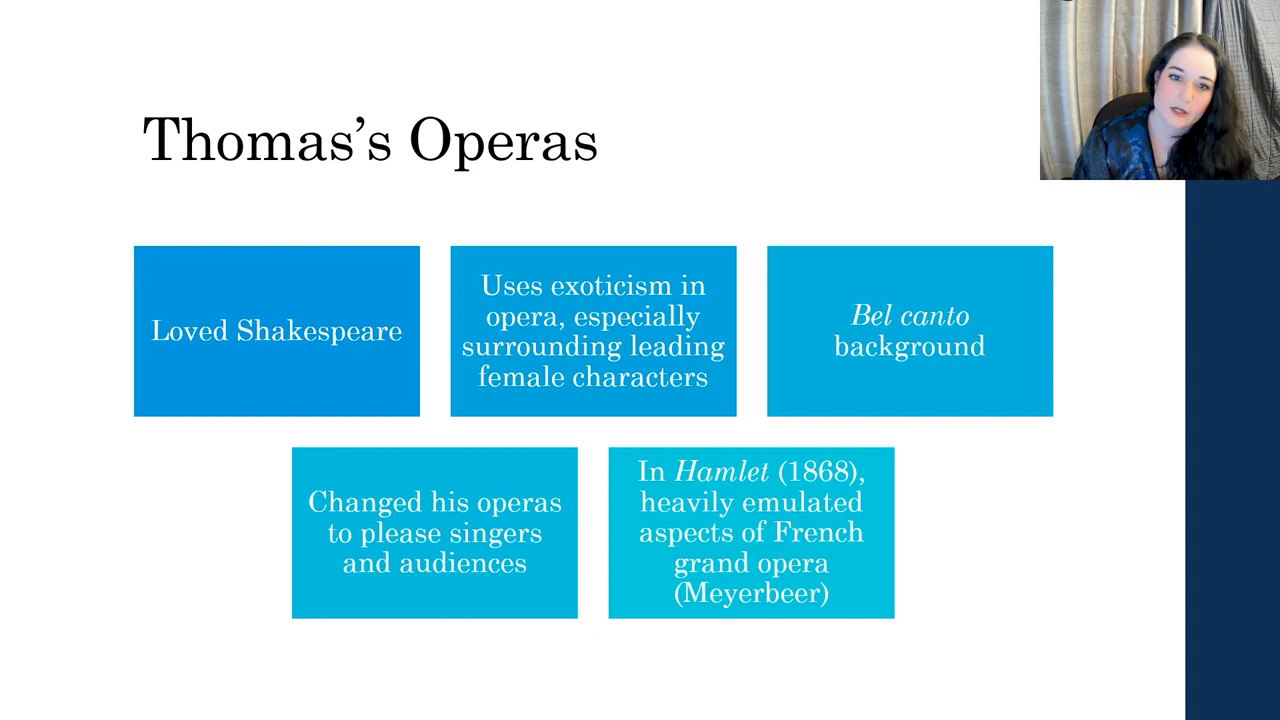 Thomas’s Operas
Loved Shakespeare
Uses exoticism in
opera, especially
surrounding leading
female characters
Bel canto
background
Changed his operas
to please singers
and audiences
In Hamlet (1868),
heavily emulated
aspects of French
grand opera
(Meyerbeer)